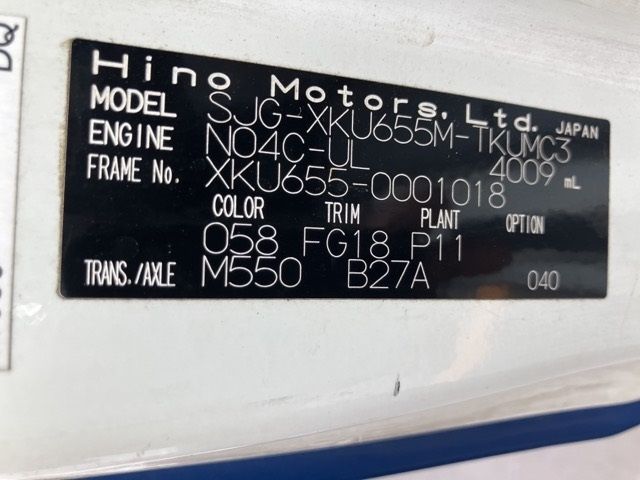 Hino Motors, Ltd. JAPAN
MODEL SJG-XKU655M-TKUMC3
ENGINE N04C-UL 4009 mL
FRAME No. XKU655-0001018
COLOR TRIM PLANT OPTION
058 FG18 P11
TRANS./AXLE M550 B27A 040
DQ